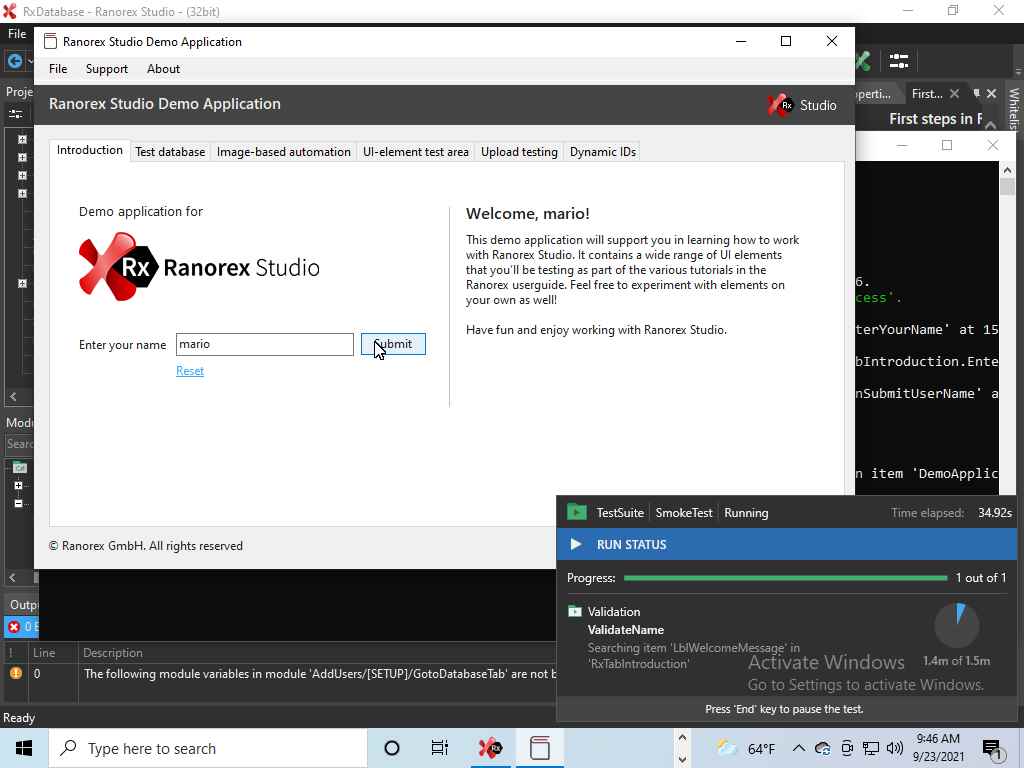 RxDatabase - Ranorex Studio - (32bit)
File
Ranorex Studio Demo Application
File Support About
Ranorex Studio Demo Application
Rx Studio
Introduction Test database Image-based automation UI-element test area Upload testing Dynamic IDs
Demo application for
Rx Ranorex Studio
Enter your name mario Submit
Reset
Welcome, mario!
This demo application will support you in learning how to work
with Ranorex Studio. It contains a wide range of UI elements
that you'll be testing as part of the various tutorials in the
Ranorex userguide. Feel free to experiment with elements on
your own as well!
Have fun and enjoy working with Ranorex Studio.
© Ranorex GmbH. All rights reserved
Proje
Modu
Searc
Outpu
0 E
! Line Description
0 The following module variables in module 'AddUsers/[SETUP]/GotoDatabaseTab' are not b
Ready
operti... First...
Whitelis
First steps in R
6.
cess'.
terYourName' at 15
bIntroduction.Ente
nSubmitUserName' a
n item 'DemoApplic
TestSuite SmokeTest Running Time elapsed: 34.92s
RUN STATUS
Progress: 1 out of 1
Validation
ValidateName
Searching item 'LblWelcomeMessage' in
'RxTabIntroduction'
1.4m of 1.5m
Activate Windows
Go to Settings to activate Windows.
Press 'End' key to pause the test.
Type here to search
64°F
9:46 AM
9/23/2021
1